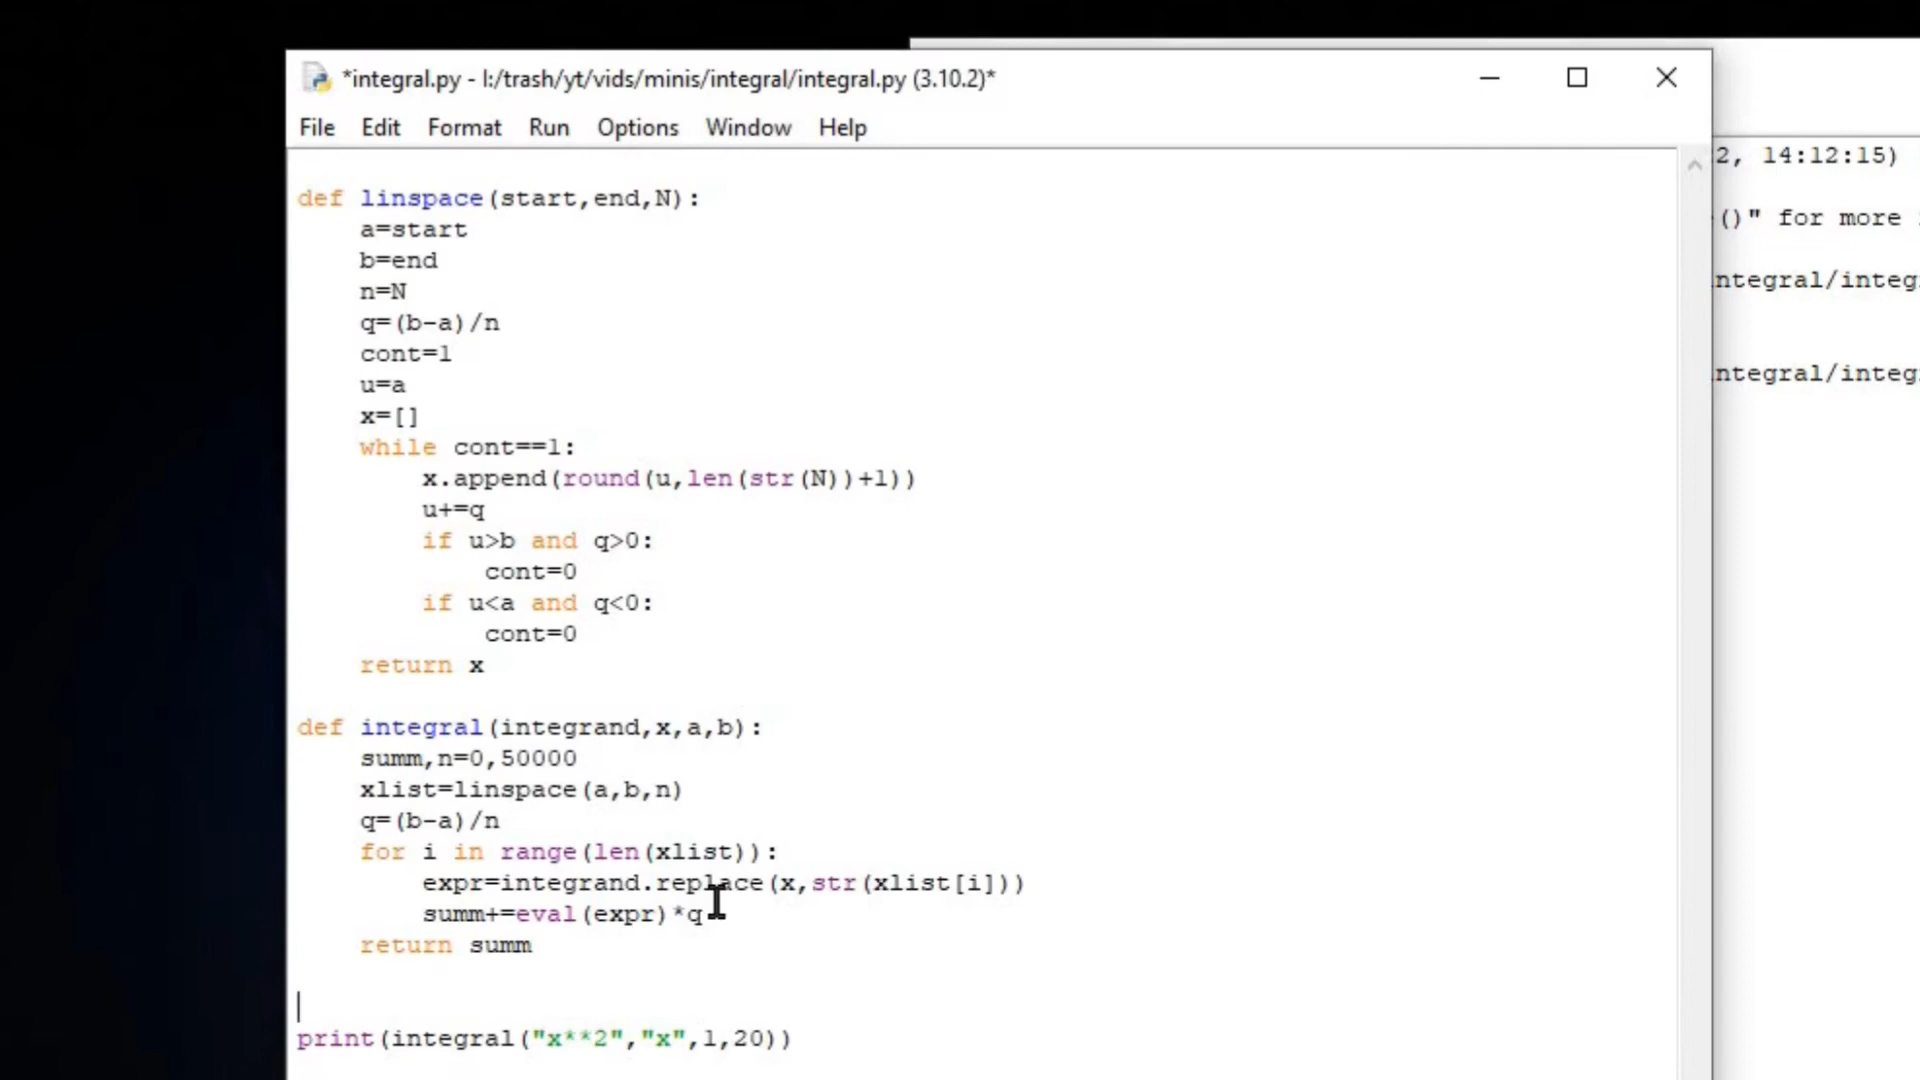 *integral.py - I:/trash/yt/vids/minis/integral/integral.py (3.10.2)*
File Edit Format Run Options Window Help
2, 14:12:15)
()" for more
ntegral/integ
ntegral/integ
def linspace(start,end,N):
    a=start
    b=end
    n=N
    q=(b-a)/n
    cont=1
    u=a
    x=[]
    while cont==1:
        x.append(round(u,len(str(N))+1))
        u+=q
        if u>b and q>0:
            cont=0
        if u<a and q<0:
            cont=0
    return x
def integral(integrand,x,a,b):
    summ,n=0,50000
    xlist=linspace(a,b,n)
    q=(b-a)/n
    for i in range(len(xlist)):
        expr=integrand.replace(x,str(xlist[i]))
        summ+=eval(expr)*q
    return summ
print(integral("x**2","x",1,20))